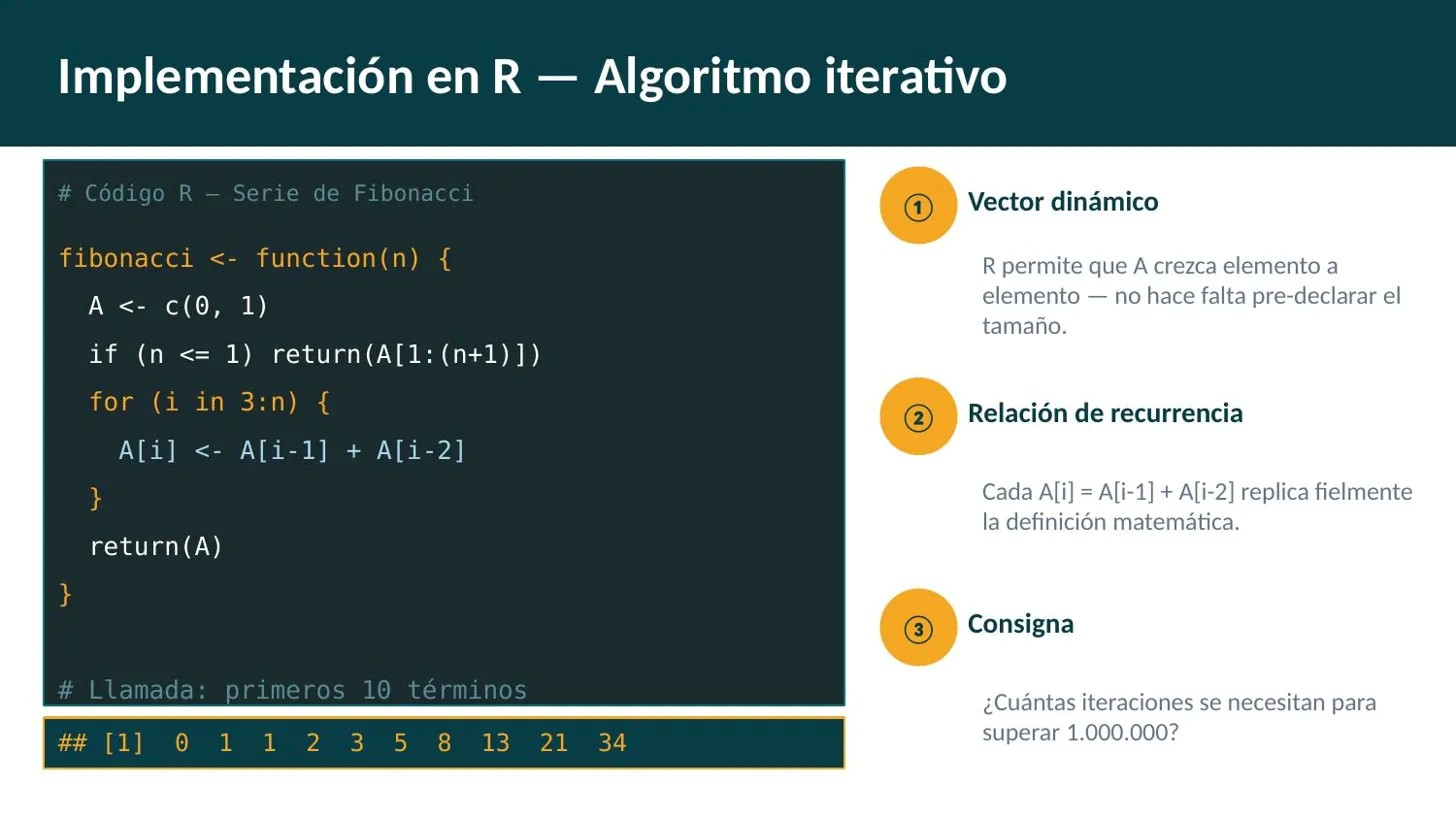 Implementación en R — Algoritmo iterativo
# Código R — Serie de Fibonacci
fibonacci <- function(n) {
  A <- c(0, 1)
  if (n <= 1) return(A[1:(n+1)])
  for (i in 3:n) {
    A[i] <- A[i-1] + A[i-2]
  }
  return(A)
}
# Llamada: primeros 10 términos
## [1]  0  1  1  2  3  5  8  13  21  34
①
Vector dinámico
R permite que A crezca elemento a
elemento — no hace falta pre-declarar el
tamaño.
②
Relación de recurrencia
Cada A[i] = A[i-1] + A[i-2] replica fielmente
la definición matemática.
③
Consigna
¿Cuántas iteraciones se necesitan para
superar 1.000.000?